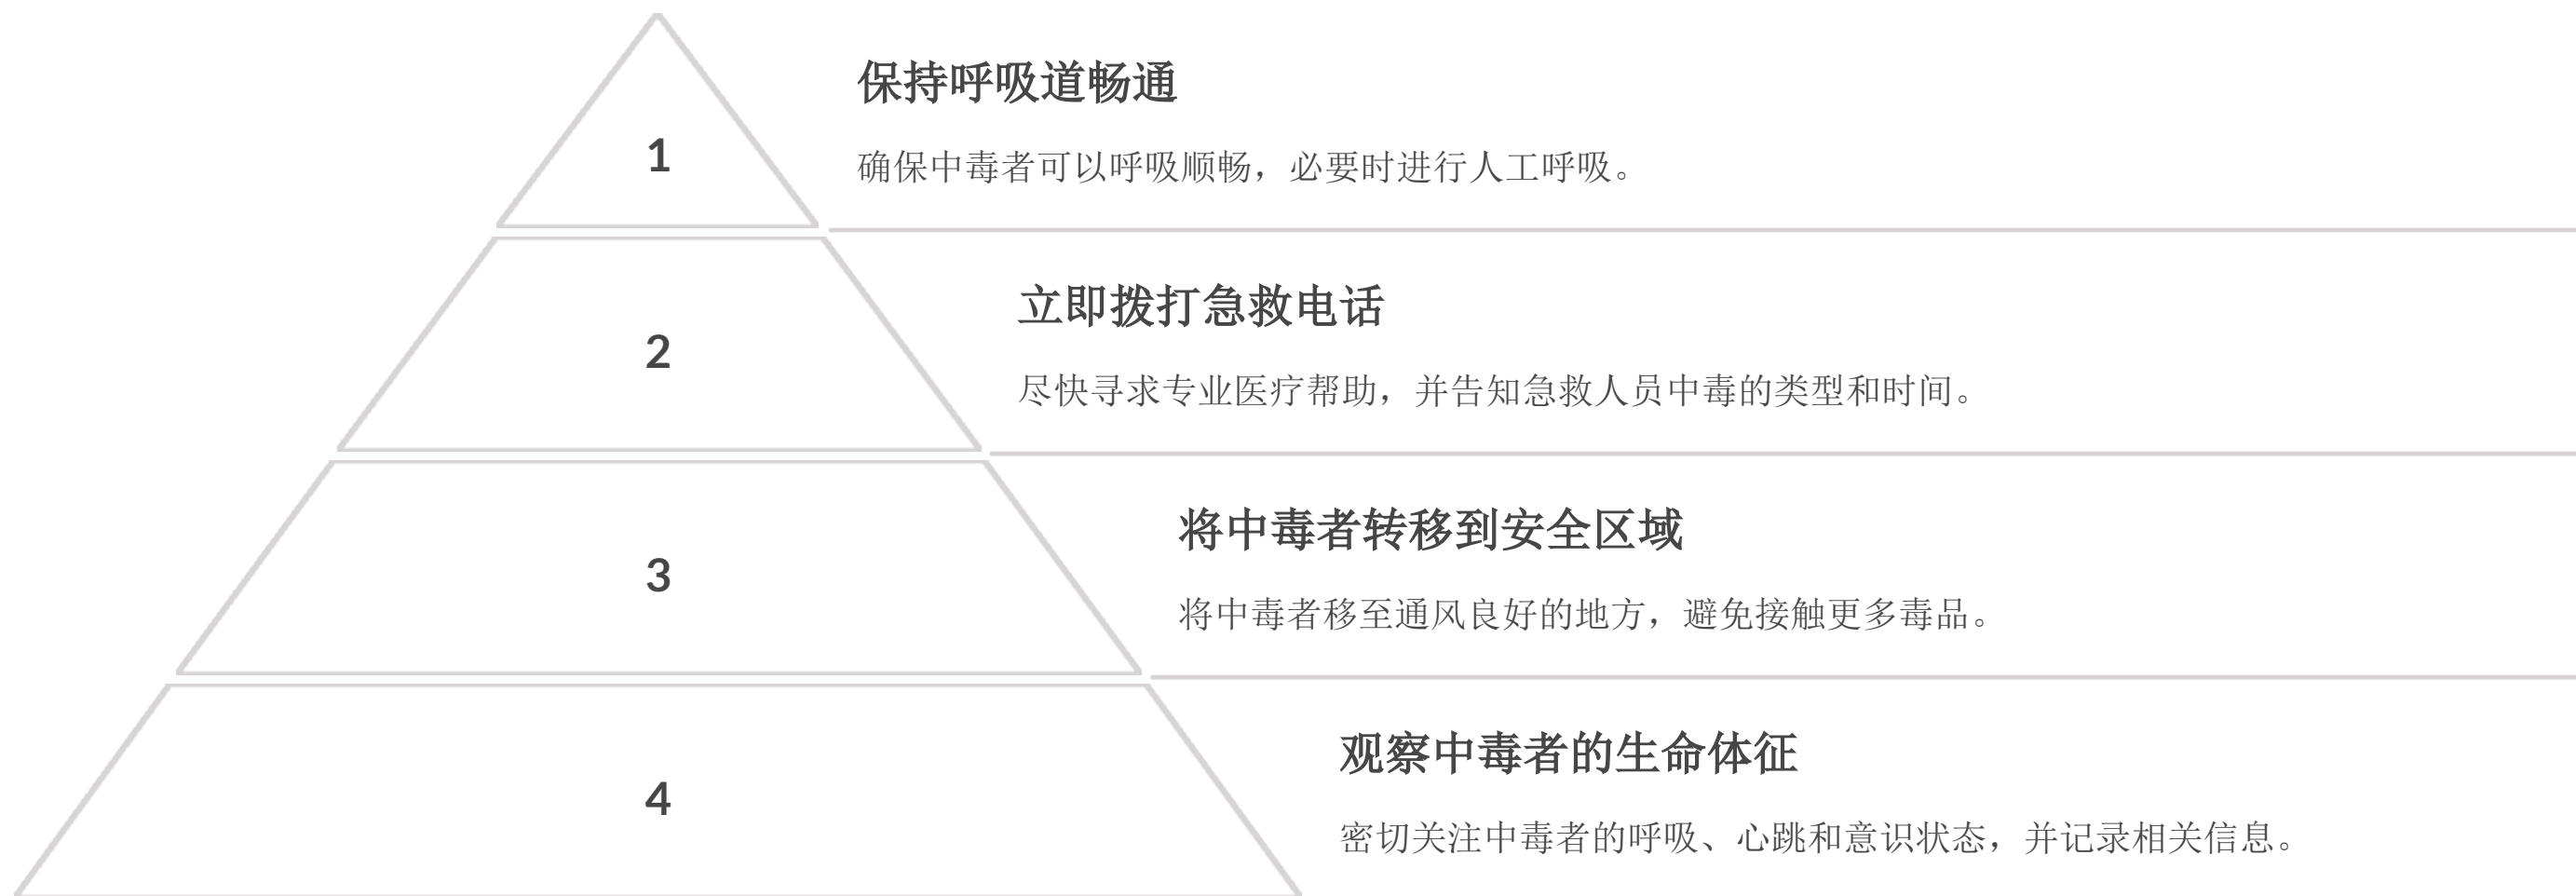 保持呼吸道畅通
1
确保中毒者可以呼吸顺畅，必要时进行人工呼吸。
立即拨打急救电话
2
尽快寻求专业医疗帮助，并告知急救人员中毒的类型和时间。
将中毒者转移到安全区域
3
将中毒者移至通风良好的地方，避免接触更多毒品。
观察中毒者的生命体征
4
密切关注中毒者的呼吸、心跳和意识状态，并记录相关信息。